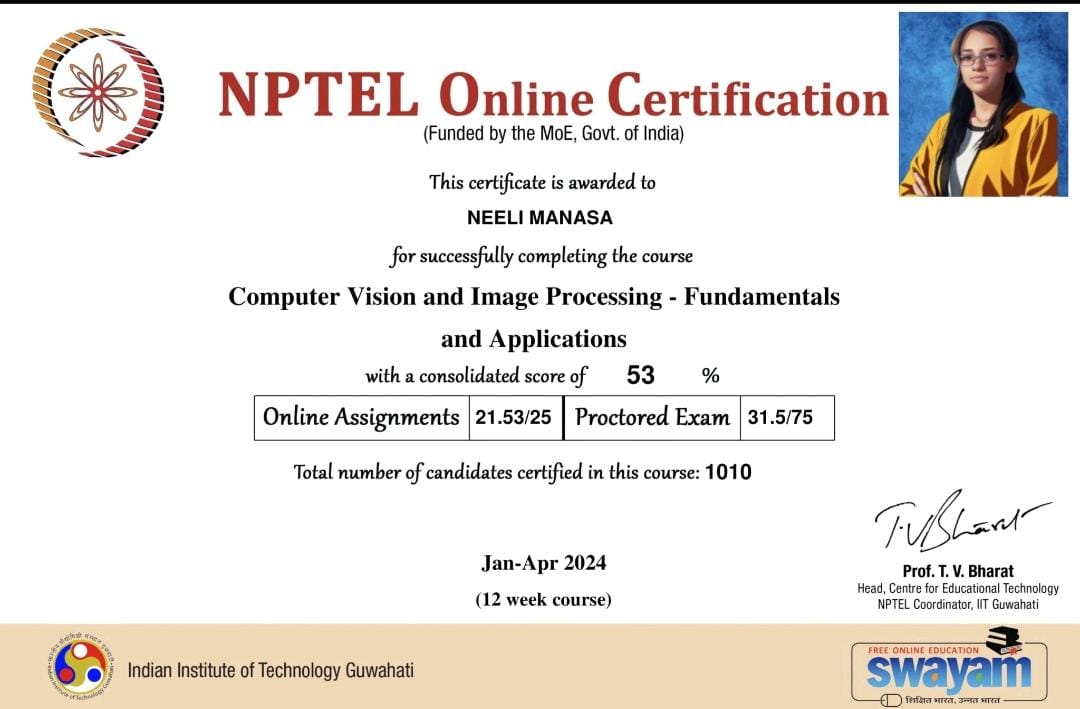 NPTEL Online Certification
(Funded by the MoE, Govt. of India)
This certificate is awarded to
NEELI MANASA
for successfully completing the course
Computer Vision and Image Processing - Fundamentals
and Applications
with a consolidated score of 53 %
Online Assignments 21.53/25 Proctored Exam 31.5/75
Total number of candidates certified in this course: 1010
T.V.Bharat
Jan-Apr 2024
(12 week course)
Prof. T. V. Bharat
Head, Centre for Educational Technology
NPTEL Coordinator, IIT Guwahati
Indian Institute of Technology Guwahati
FREE ONLINE EDUCATION
swayam
शिक्षित भारत, उन्नत भारत